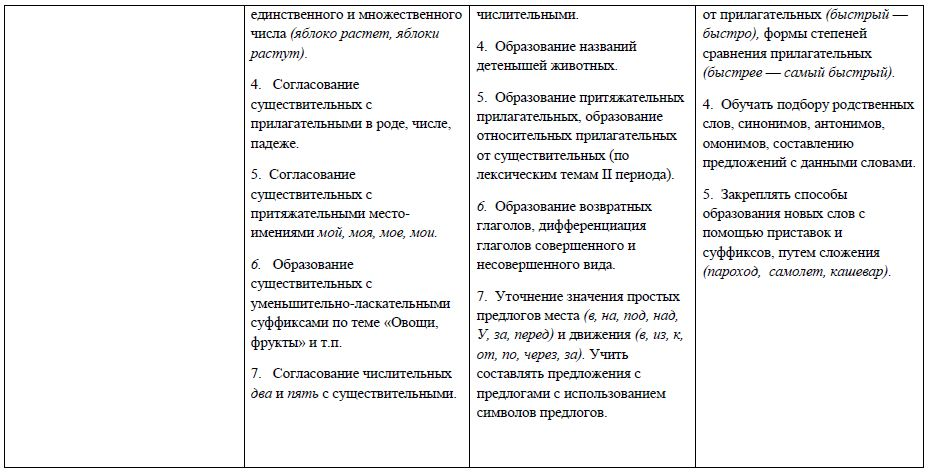 единственного и множественного
числа (яблоко растет, яблоки
растут).
4. Согласование
существительных с
прилагательными в роде, числе,
падеже.
5. Согласование
существительных с
притяжательными место-
имениями мой, моя, мое, мои.
6. Образование
существительных с
уменьшительно-ласкательными
суффиксами по теме «Овощи,
фрукты» и т.п.
7. Согласование числительных
два и пять с существительными.
числительными.
4. Образование названий
детенышей животных.
5. Образование притяжательных
прилагательных, образование
относительных прилагательных
от существительных (по
лексическим темам II периода).
6. Образование возвратных
глаголов, дифференциация
глаголов совершенного и
несовершенного вида.
7. Уточнение значения простых
предлогов места (в, на, под, над,
У, за, перед) и движения (в, из, к,
от, по, через, за). Учить
составлять предложения с
предлогами с использованием
символов предлогов.
от прилагательных (быстрый —
быстро), формы степеней
сравнения прилагательных
(быстрее — самый быстрый).
4. Обучать подбору родственных
слов, синонимов, антонимов,
омонимов, составлению
предложений с данными словами.
5. Закреплять способы
образования новых слов с
помощью приставок и
суффиксов, путем сложения
(пароход, самолет, кашевар).